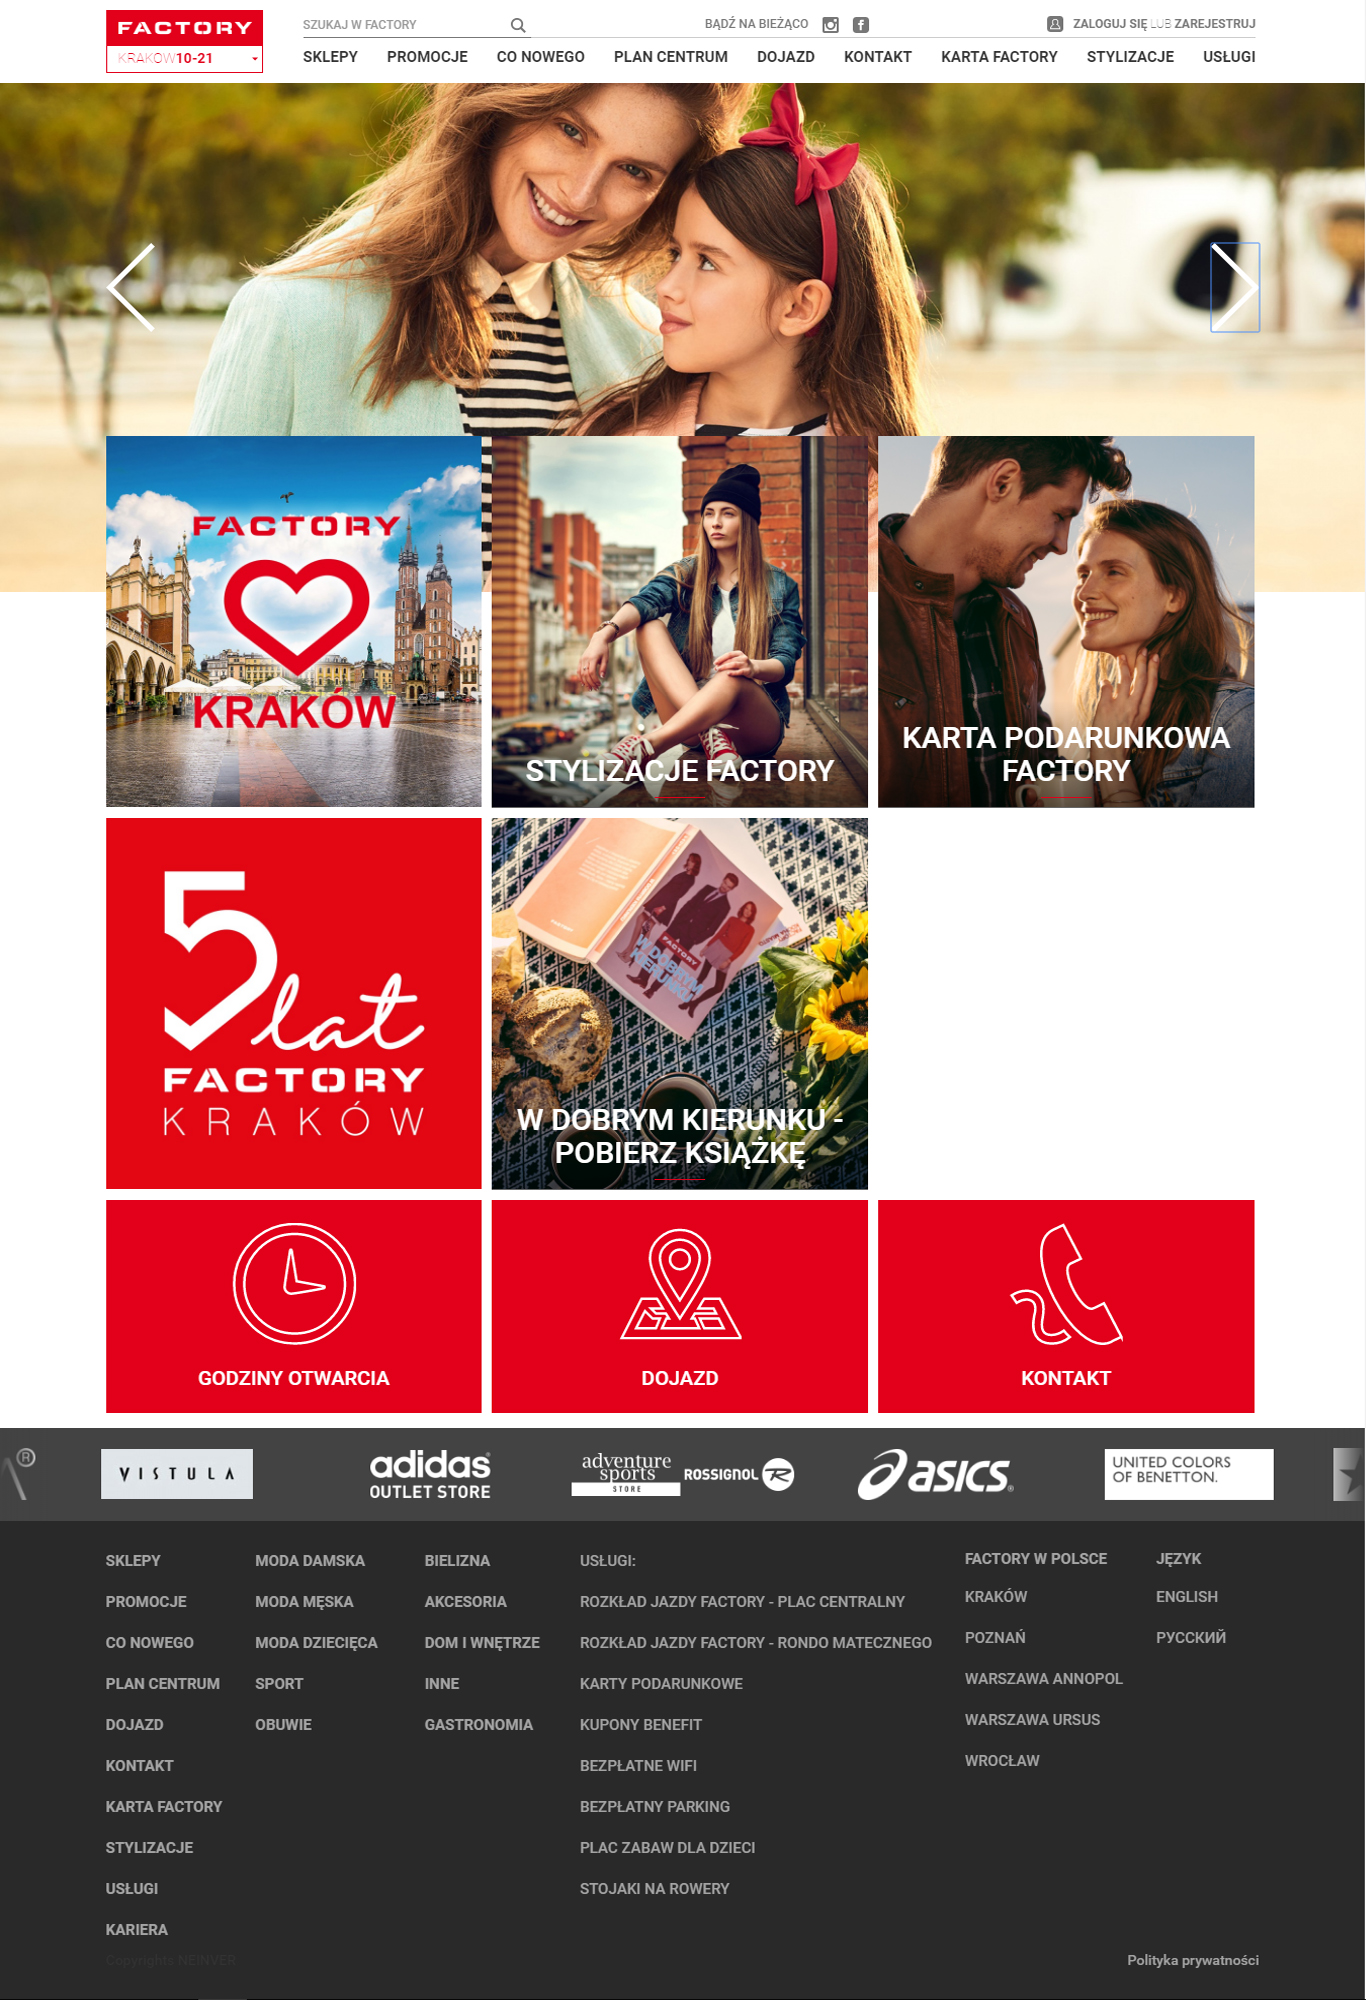 FACTORY
KRAKÓW 10-21
SZUKAJ W FACTORY
BĄDŹ NA BIEŻĄCO
ZALOGUJ SIĘ LUB ZAREJESTRUJ
SKLEPY PROMOCJE CO NOWEGO PLAN CENTRUM DOJAZD KONTAKT KARTA FACTORY STYLIZACJE USŁUGI
FACTORY
KRAKÓW
STYLIZACJE FACTORY
KARTA PODARUNKOWA
FACTORY
5 lat
FACTORY
KRAKÓW
FACTORY
W DOBRYM
KIERUNKU
W DOBRYM KIERUNKU -
POBIERZ KSIĄŻKĘ
GODZINY OTWARCIA
DOJAZD
KONTAKT
VISTULA
adidas
OUTLET STORE
adventure
sports
STORE
ROSSIGNOL
asics
UNITED COLORS
OF BENETTON.
SKLEPY
PROMOCJE
CO NOWEGO
PLAN CENTRUM
DOJAZD
KONTAKT
KARTA FACTORY
STYLIZACJE
USŁUGI
KARIERA
MODA DAMSKA
MODA MĘSKA
MODA DZIECIĘCA
SPORT
OBUWIE
BIELIZNA
AKCESORIA
DOM I WNĘTRZE
INNE
GASTRONOMIA
USŁUGI:
ROZKŁAD JAZDY FACTORY - PLAC CENTRALNY
ROZKŁAD JAZDY FACTORY - RONDO MATECZNEGO
KARTY PODARUNKOWE
KUPONY BENEFIT
BEZPŁATNE WIFI
BEZPŁATNY PARKING
PLAC ZABAW DLA DZIECI
STOJAKI NA ROWERY
FACTORY W POLSCE
KRAKÓW
POZNAŃ
WARSZAWA ANNOPOL
WARSZAWA URSUS
WROCŁAW
JĘZYK
ENGLISH
РУССКИЙ
Copyrights NEINVER
Polityka prywatności